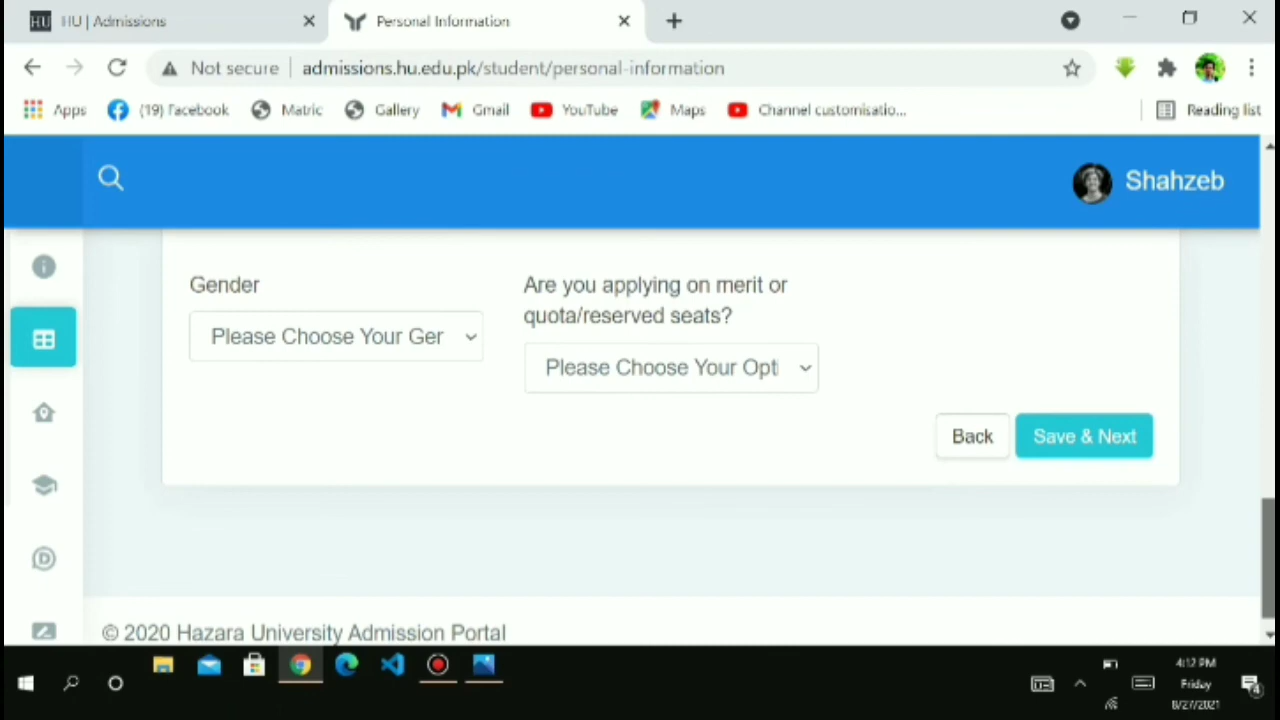 HU HU | Admissions
Personal Information
Not secure admissions.hu.edu.pk/student/personal-information
Apps (19) Facebook Matric Gallery Gmail YouTube Maps Channel customisatio... Reading list
Shahzeb
Gender
Please Choose Your Ger
Are you applying on merit or
quota/reserved seats?
Please Choose Your Opti
Back Save & Next
© 2020 Hazara University Admission Portal
4:12 PM
Friday
8/27/2021
4